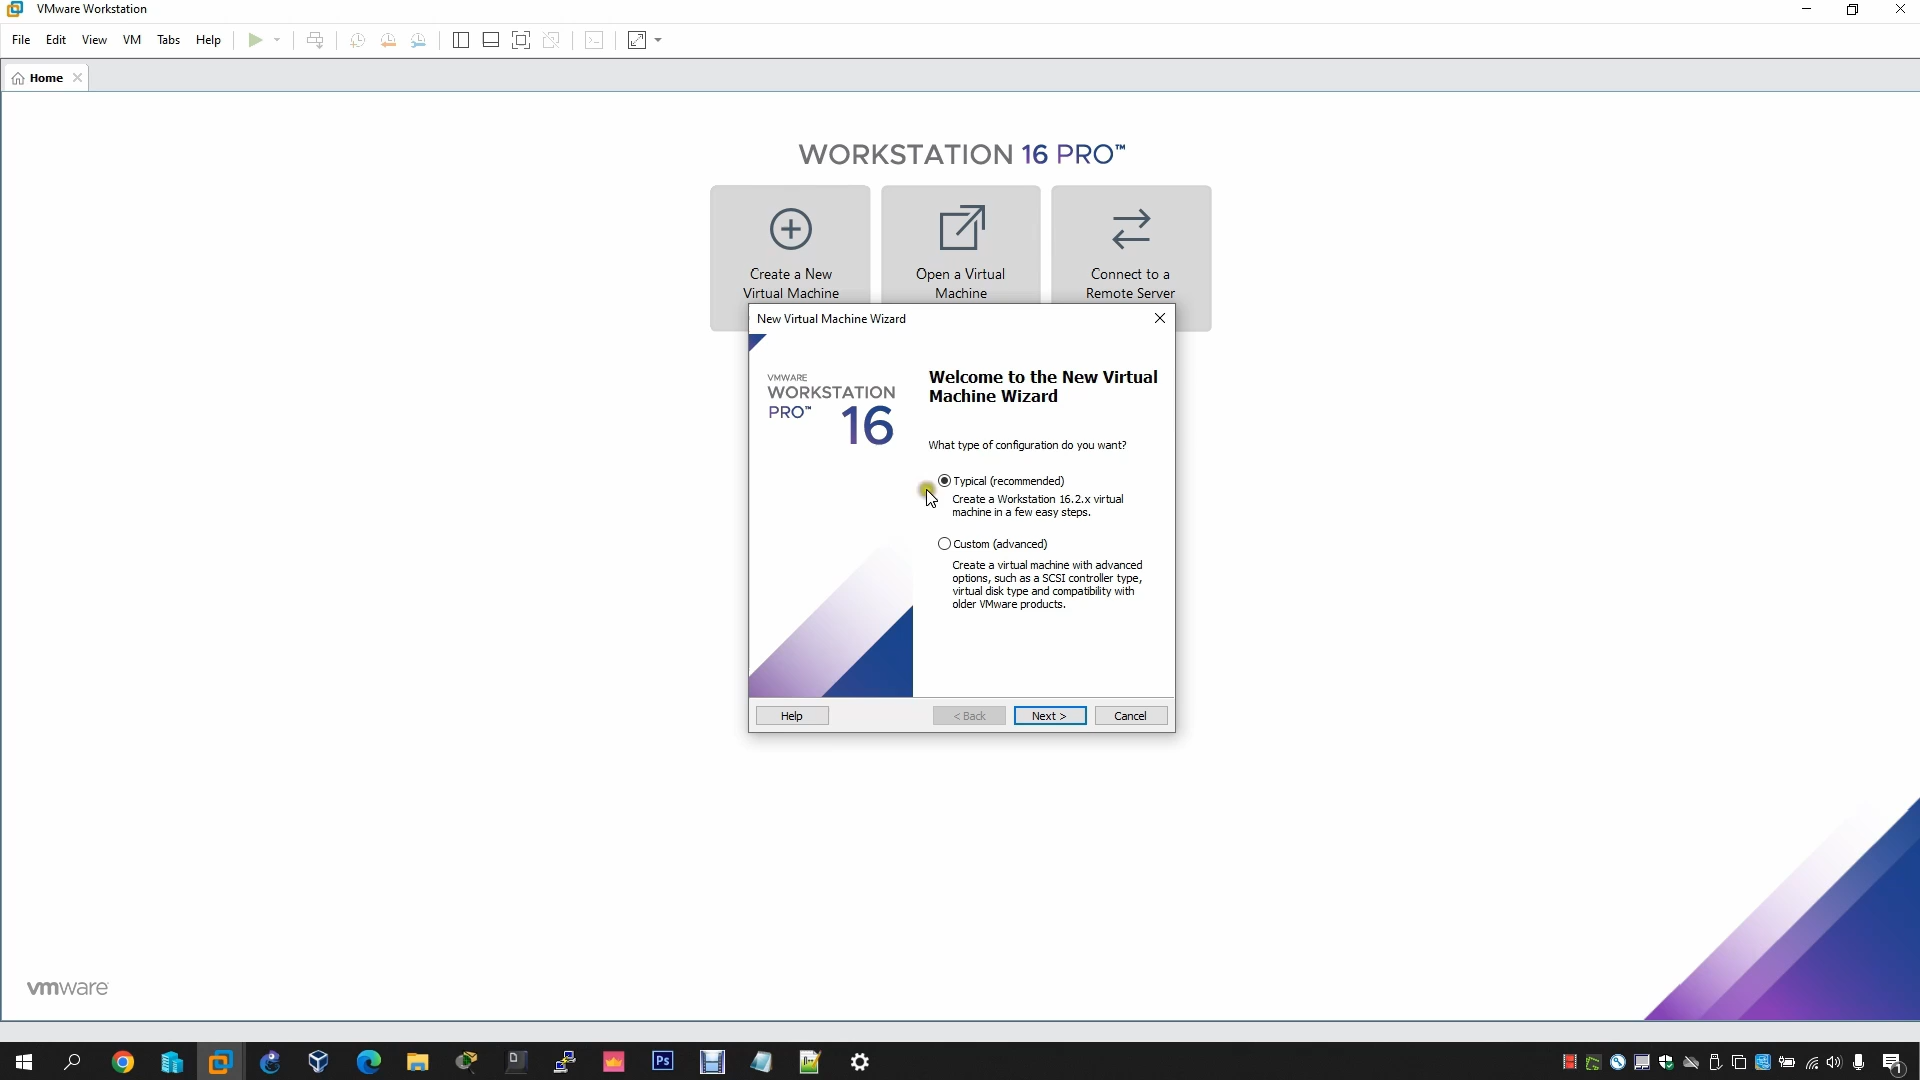 VMware Workstation
File Edit View VM Tabs Help
Home
WORKSTATION 16 PRO™
Create a New
Virtual Machine
Open a Virtual
Machine
Connect to a
Remote Server
New Virtual Machine Wizard
VMWARE
WORKSTATION
PRO™ 16
Welcome to the New Virtual
Machine Wizard
What type of configuration do you want?
Typical (recommended)
Create a Workstation 16.2.x virtual
machine in a few easy steps.
Custom (advanced)
Create a virtual machine with advanced
options, such as a SCSI controller type,
virtual disk type and compatibility with
older VMware products.
Help < Back Next > Cancel
vmware
Ps
1